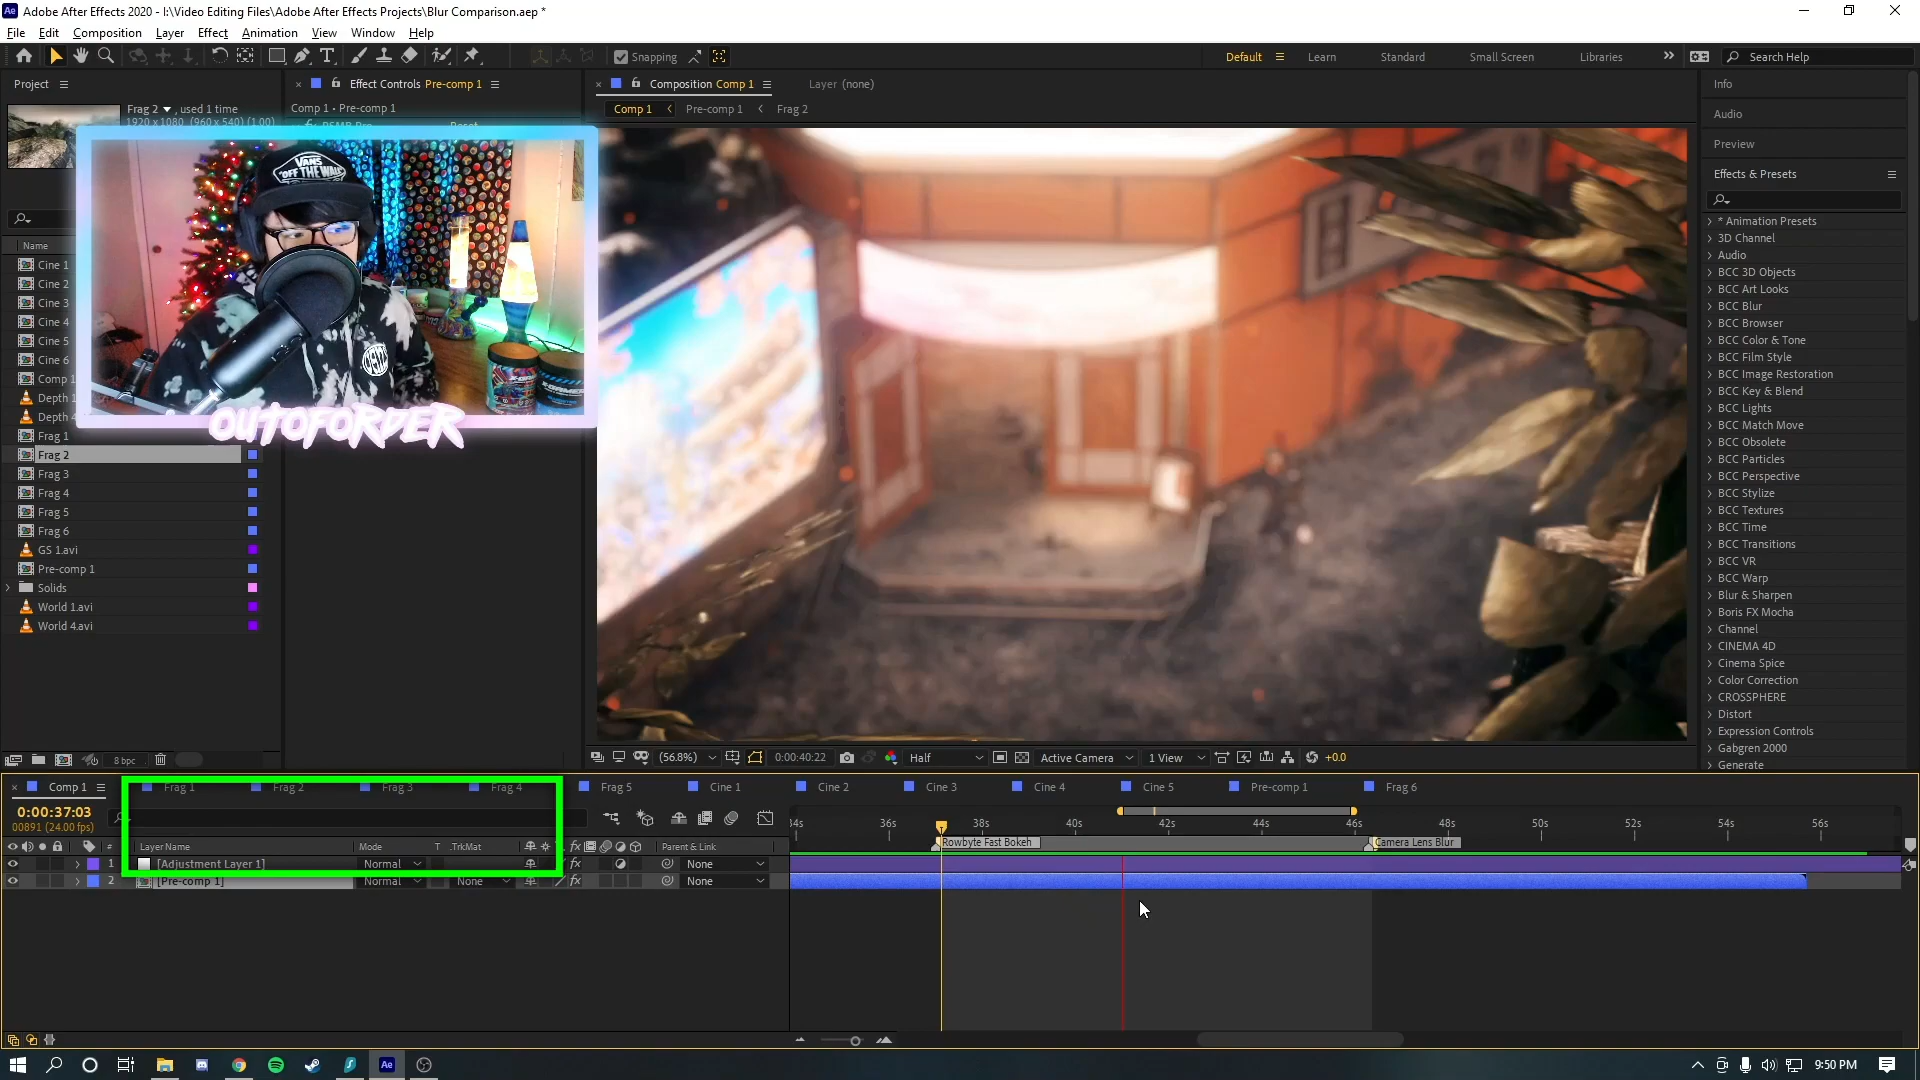 Adobe After Effects 2020 - I:\Video Editing Files\Adobe After Effects Projects\Blur Comparison.aep *
File Edit Composition Layer Effect Animation View Window Help
Snapping Default Learn Standard Small Screen Libraries Search Help
Project Effect Controls Pre-comp 1 Composition Comp 1 Layer (none) Info
Frag 2 , used 1 time Comp 1 • Pre-comp 1 Comp 1 Pre-comp 1 Frag 2
1920 x 1080 (960 x 540) (1.00)
RSMB Pro Reset
Audio
Preview
Effects & Presets
VANS
"OFF THE WALL"
OUTOFORDER
Name
Cine 1
Cine 2
Cine 3
Cine 4
Cine 5
Cine 6
Comp 1
Depth 1
Depth 4
Frag 1
Frag 2
Frag 3
Frag 4
Frag 5
Frag 6
GS 1.avi
Pre-comp 1
Solids
World 1.avi
World 4.avi
* Animation Presets
3D Channel
Audio
BCC 3D Objects
BCC Art Looks
BCC Blur
BCC Browser
BCC Color & Tone
BCC Film Style
BCC Image Restoration
BCC Key & Blend
BCC Lights
BCC Match Move
BCC Obsolete
BCC Particles
BCC Perspective
BCC Stylize
BCC Textures
BCC Time
BCC Transitions
BCC VR
BCC Warp
Blur & Sharpen
Boris FX Mocha
Channel
CINEMA 4D
Cinema Spice
Color Correction
CROSSPHERE
Distort
Expression Controls
Gabgren 2000
Generate
8 bpc (56.8%) 0:00:40:22 Half Active Camera 1 View +0.0
Comp 1 Frag 1 Frag 2 Frag 3 Frag 4 Frag 5 Cine 1 Cine 2 Cine 3 Cine 4 Cine 5 Pre-comp 1 Frag 6
0:00:37:03
00891 (24.00 fps)
34s 36s 38s 40s 42s 44s 46s 48s 50s 52s 54s 56s
Rowbyte Fast Bokeh Camera Lens Blur
# Layer Name Mode T .TrkMat fx Parent & Link
1 [Adjustment Layer 1] Normal None
2 [Pre-comp 1] Normal None fx None
Ae 9:50 PM